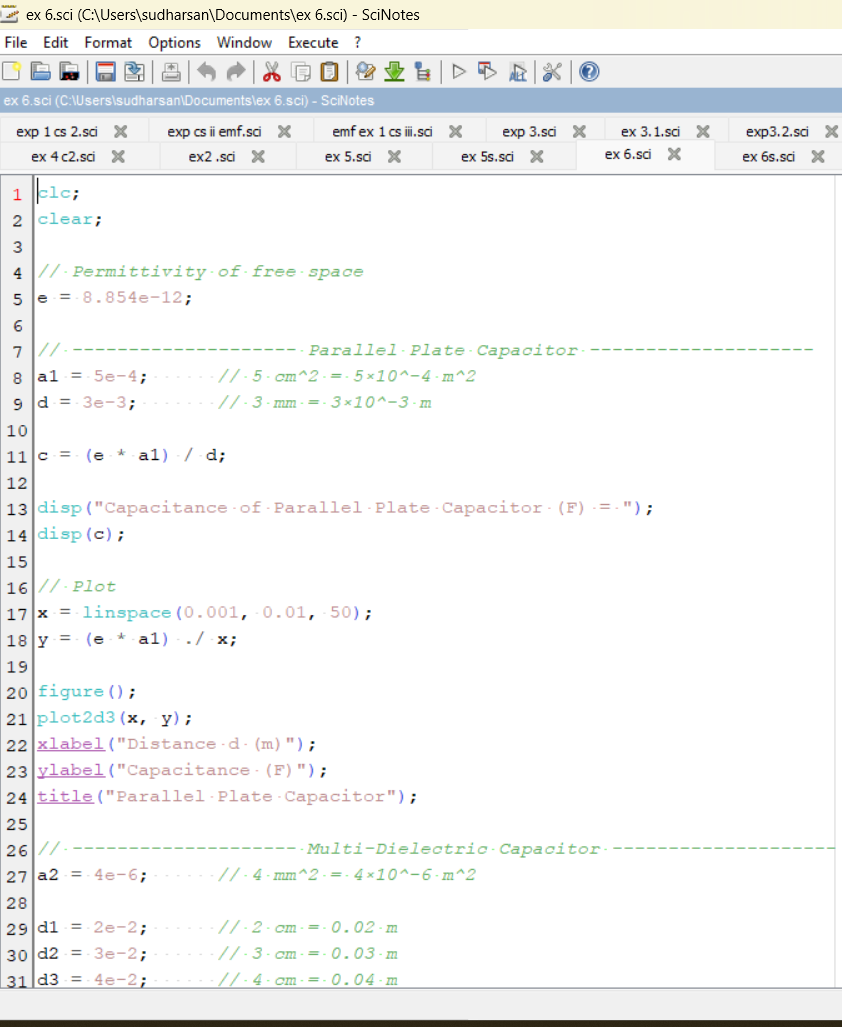 ex 6.sci (C:\Users\sudharsan\Documents\ex 6.sci) - SciNotes
File Edit Format Options Window Execute ?
ex 6.sci (C:\Users\sudharsan\Documents\ex 6.sci) - SciNotes
exp 1 cs 2.sci exp cs ii emf.sci emf ex 1 cs iii.sci exp 3.sci ex 3.1.sci exp3.2.sci
ex 4 c2.sci ex2 .sci ex 5.sci ex 5s.sci ex 6.sci ex 6s.sci
1 clc;
2 clear;
3
4 // Permittivity of free space
5 e = 8.854e-12;
6
7 // -------------------- Parallel Plate Capacitor --------------------
8 a1 = 5e-4; // 5 cm^2 = 5×10^-4 m^2
9 d = 3e-3; // 3 mm = 3×10^-3 m
10
11 c = (e * a1) / d;
12
13 disp("Capacitance of Parallel Plate Capacitor (F) = ");
14 disp(c);
15
16 // Plot
17 x = linspace(0.001, 0.01, 50);
18 y = (e * a1) ./ x;
19
20 figure();
21 plot2d3(x, y);
22 xlabel("Distance d (m)");
23 ylabel("Capacitance (F)");
24 title("Parallel Plate Capacitor");
25
26 // -------------------- Multi-Dielectric Capacitor --------------------
27 a2 = 4e-6; // 4 mm^2 = 4×10^-6 m^2
28
29 d1 = 2e-2; // 2 cm = 0.02 m
30 d2 = 3e-2; // 3 cm = 0.03 m
31 d3 = 4e-2; // 4 cm = 0.04 m